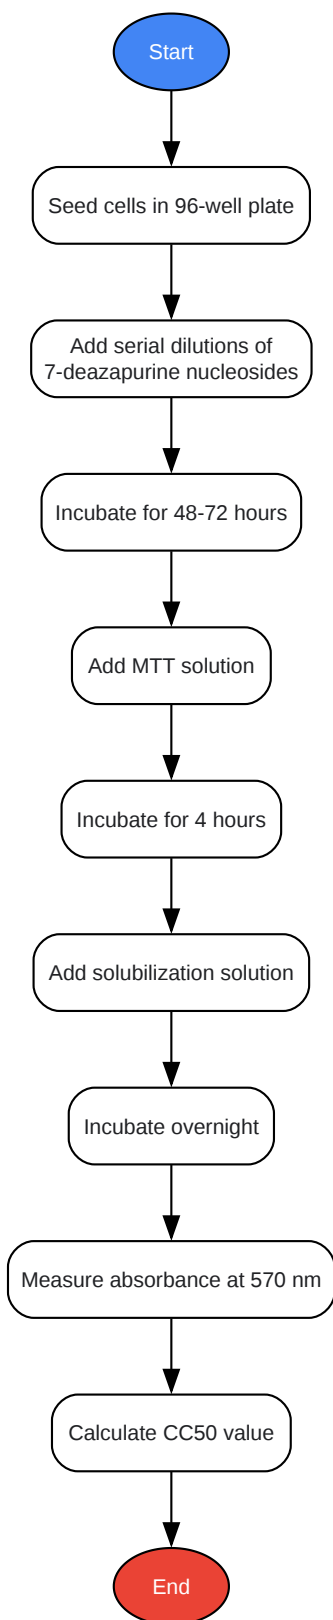 Start
Seed cells in 96-well plate
Add serial dilutions of
7-deazapurine nucleosides
Incubate for 48-72 hours
Add MTT solution
Incubate for 4 hours
Add solubilization solution
Incubate overnight
Measure absorbance at 570 nm
Calculate CC50 value
End